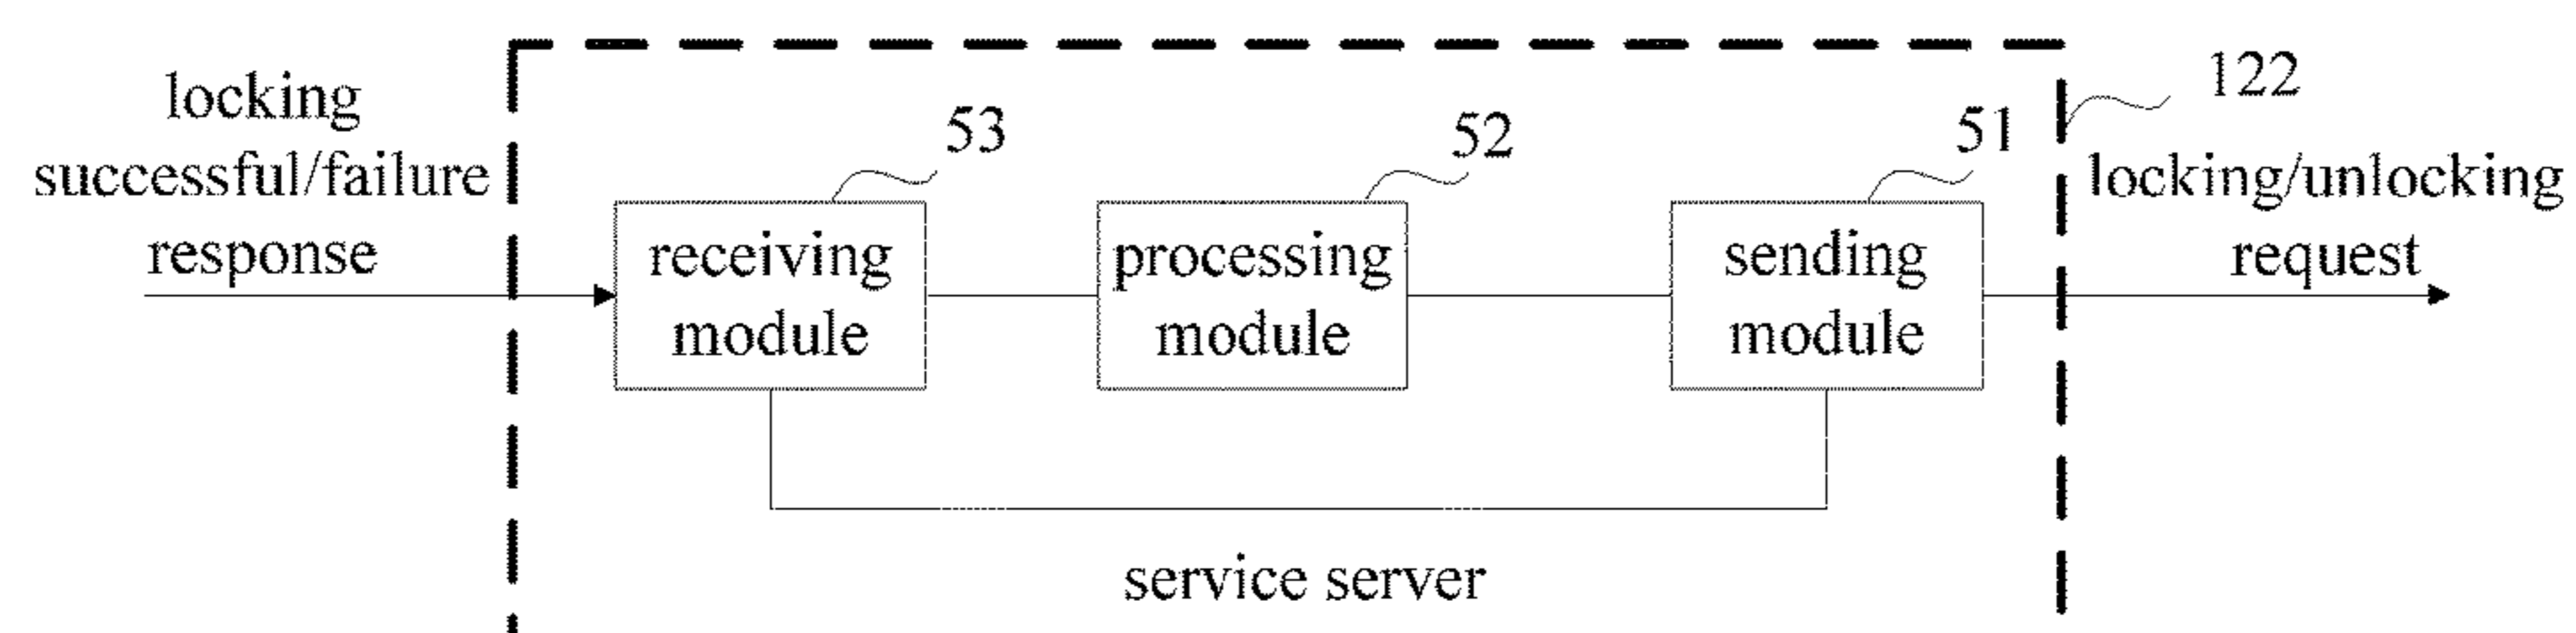 locking
successful/failure
response
53
52
51
122
locking/unlocking
request
receiving
module
processing
module
sending
module
service server